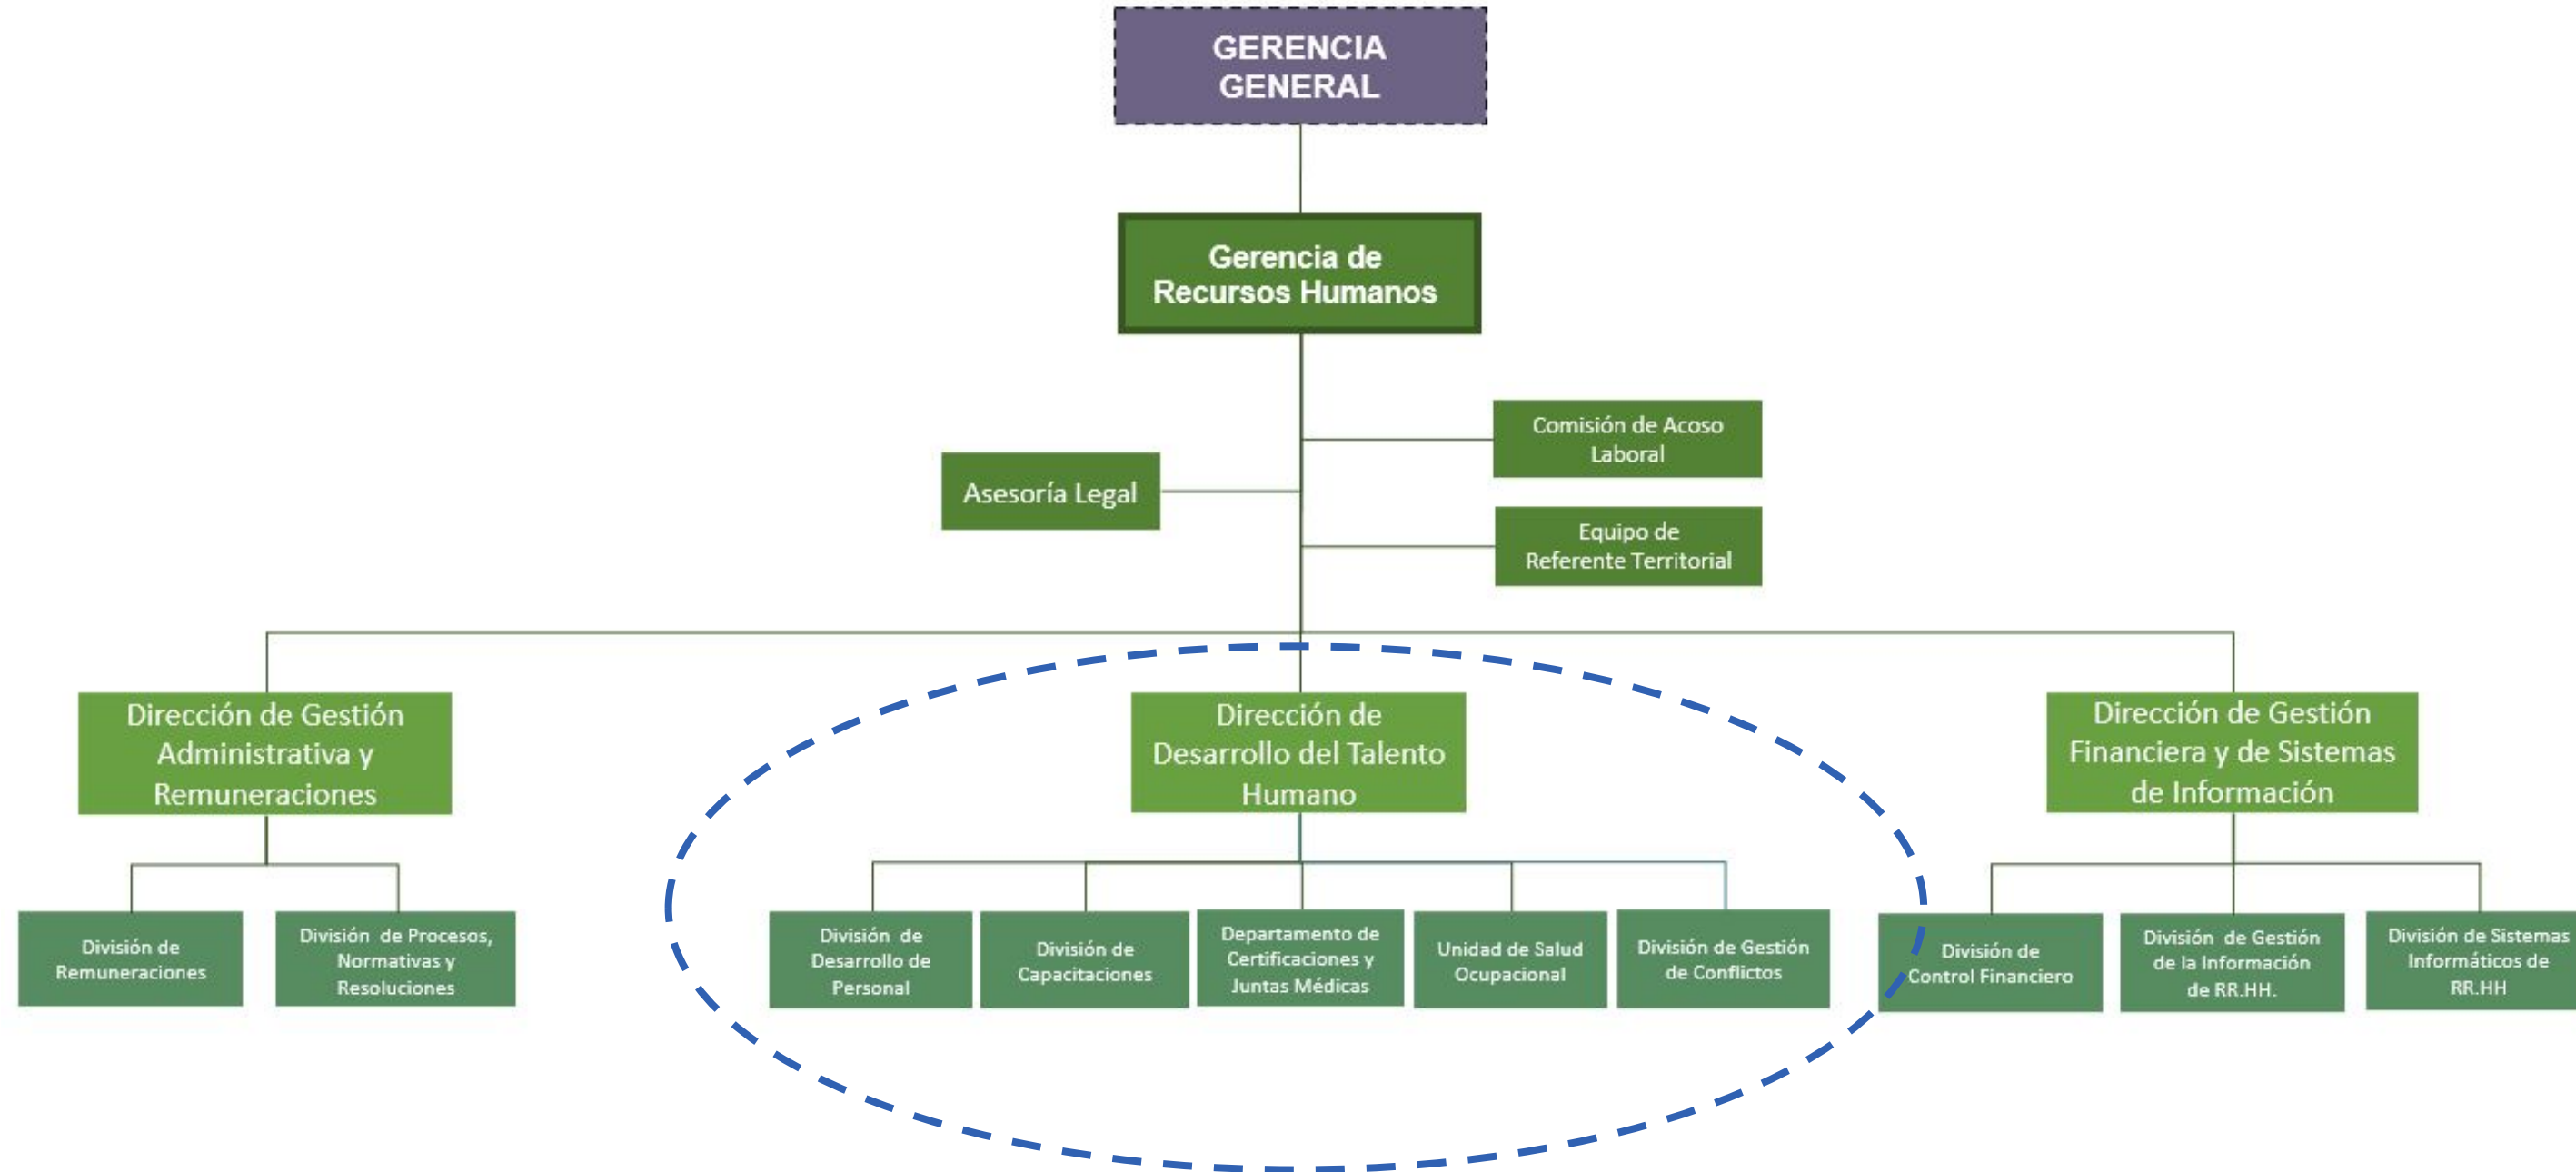 GERENCIA
GENERAL
Gerencia de
Recursos Humanos
Comisión de Acoso
Laboral
Asesoría Legal
Equipo de
Referente Territorial
Dirección de Gestión
Administrativa y
Remuneraciones
Dirección de
Desarrollo del Talento
Humano
Dirección de Gestión
Financiera y de Sistemas
de Información
División de
Remuneraciones
División de Procesos,
Normativas y
Resoluciones
División de
Desarrollo de
Personal
División de
Capacitaciones
Departamento de
Certificaciones y
Juntas Médicas
Unidad de Salud
Ocupacional
División de Gestión
de Conflictos
División de
Control Financiero
División de Gestión
de la Información
de RR.HH.
División de Sistemas
Informáticos de
RR.HH